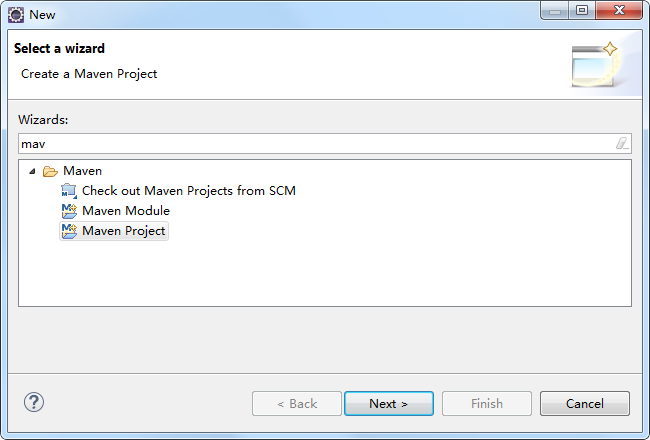 New
Select a wizard
Create a Maven Project
Wizards:
mav
Maven
Check out Maven Projects from SCM
Maven Module
Maven Project
< Back
Next >
Finish
Cancel